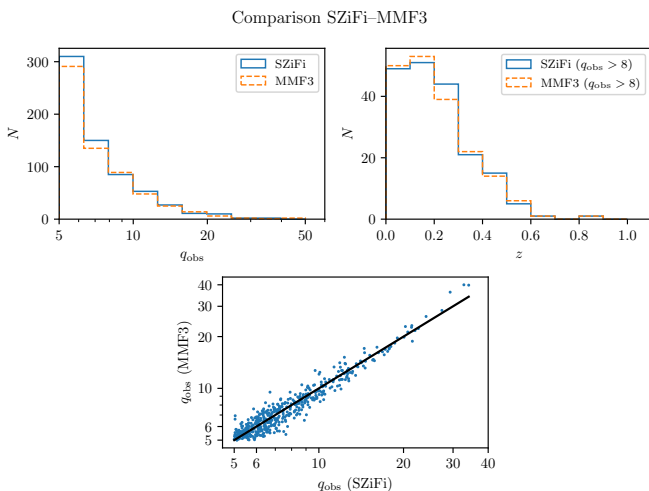 Comparison SZiFi–MMF3
300
200
100
0
N
5
10
20
50
q_obs
SZiFi
MMF3
40
20
0
N
0.0
0.2
0.4
0.6
0.8
1.0
z
SZiFi (q_obs > 8)
MMF3 (q_obs > 8)
40
30
20
10
6
5
q_obs (MMF3)
5
6
10
20
30
40
q_obs (SZiFi)